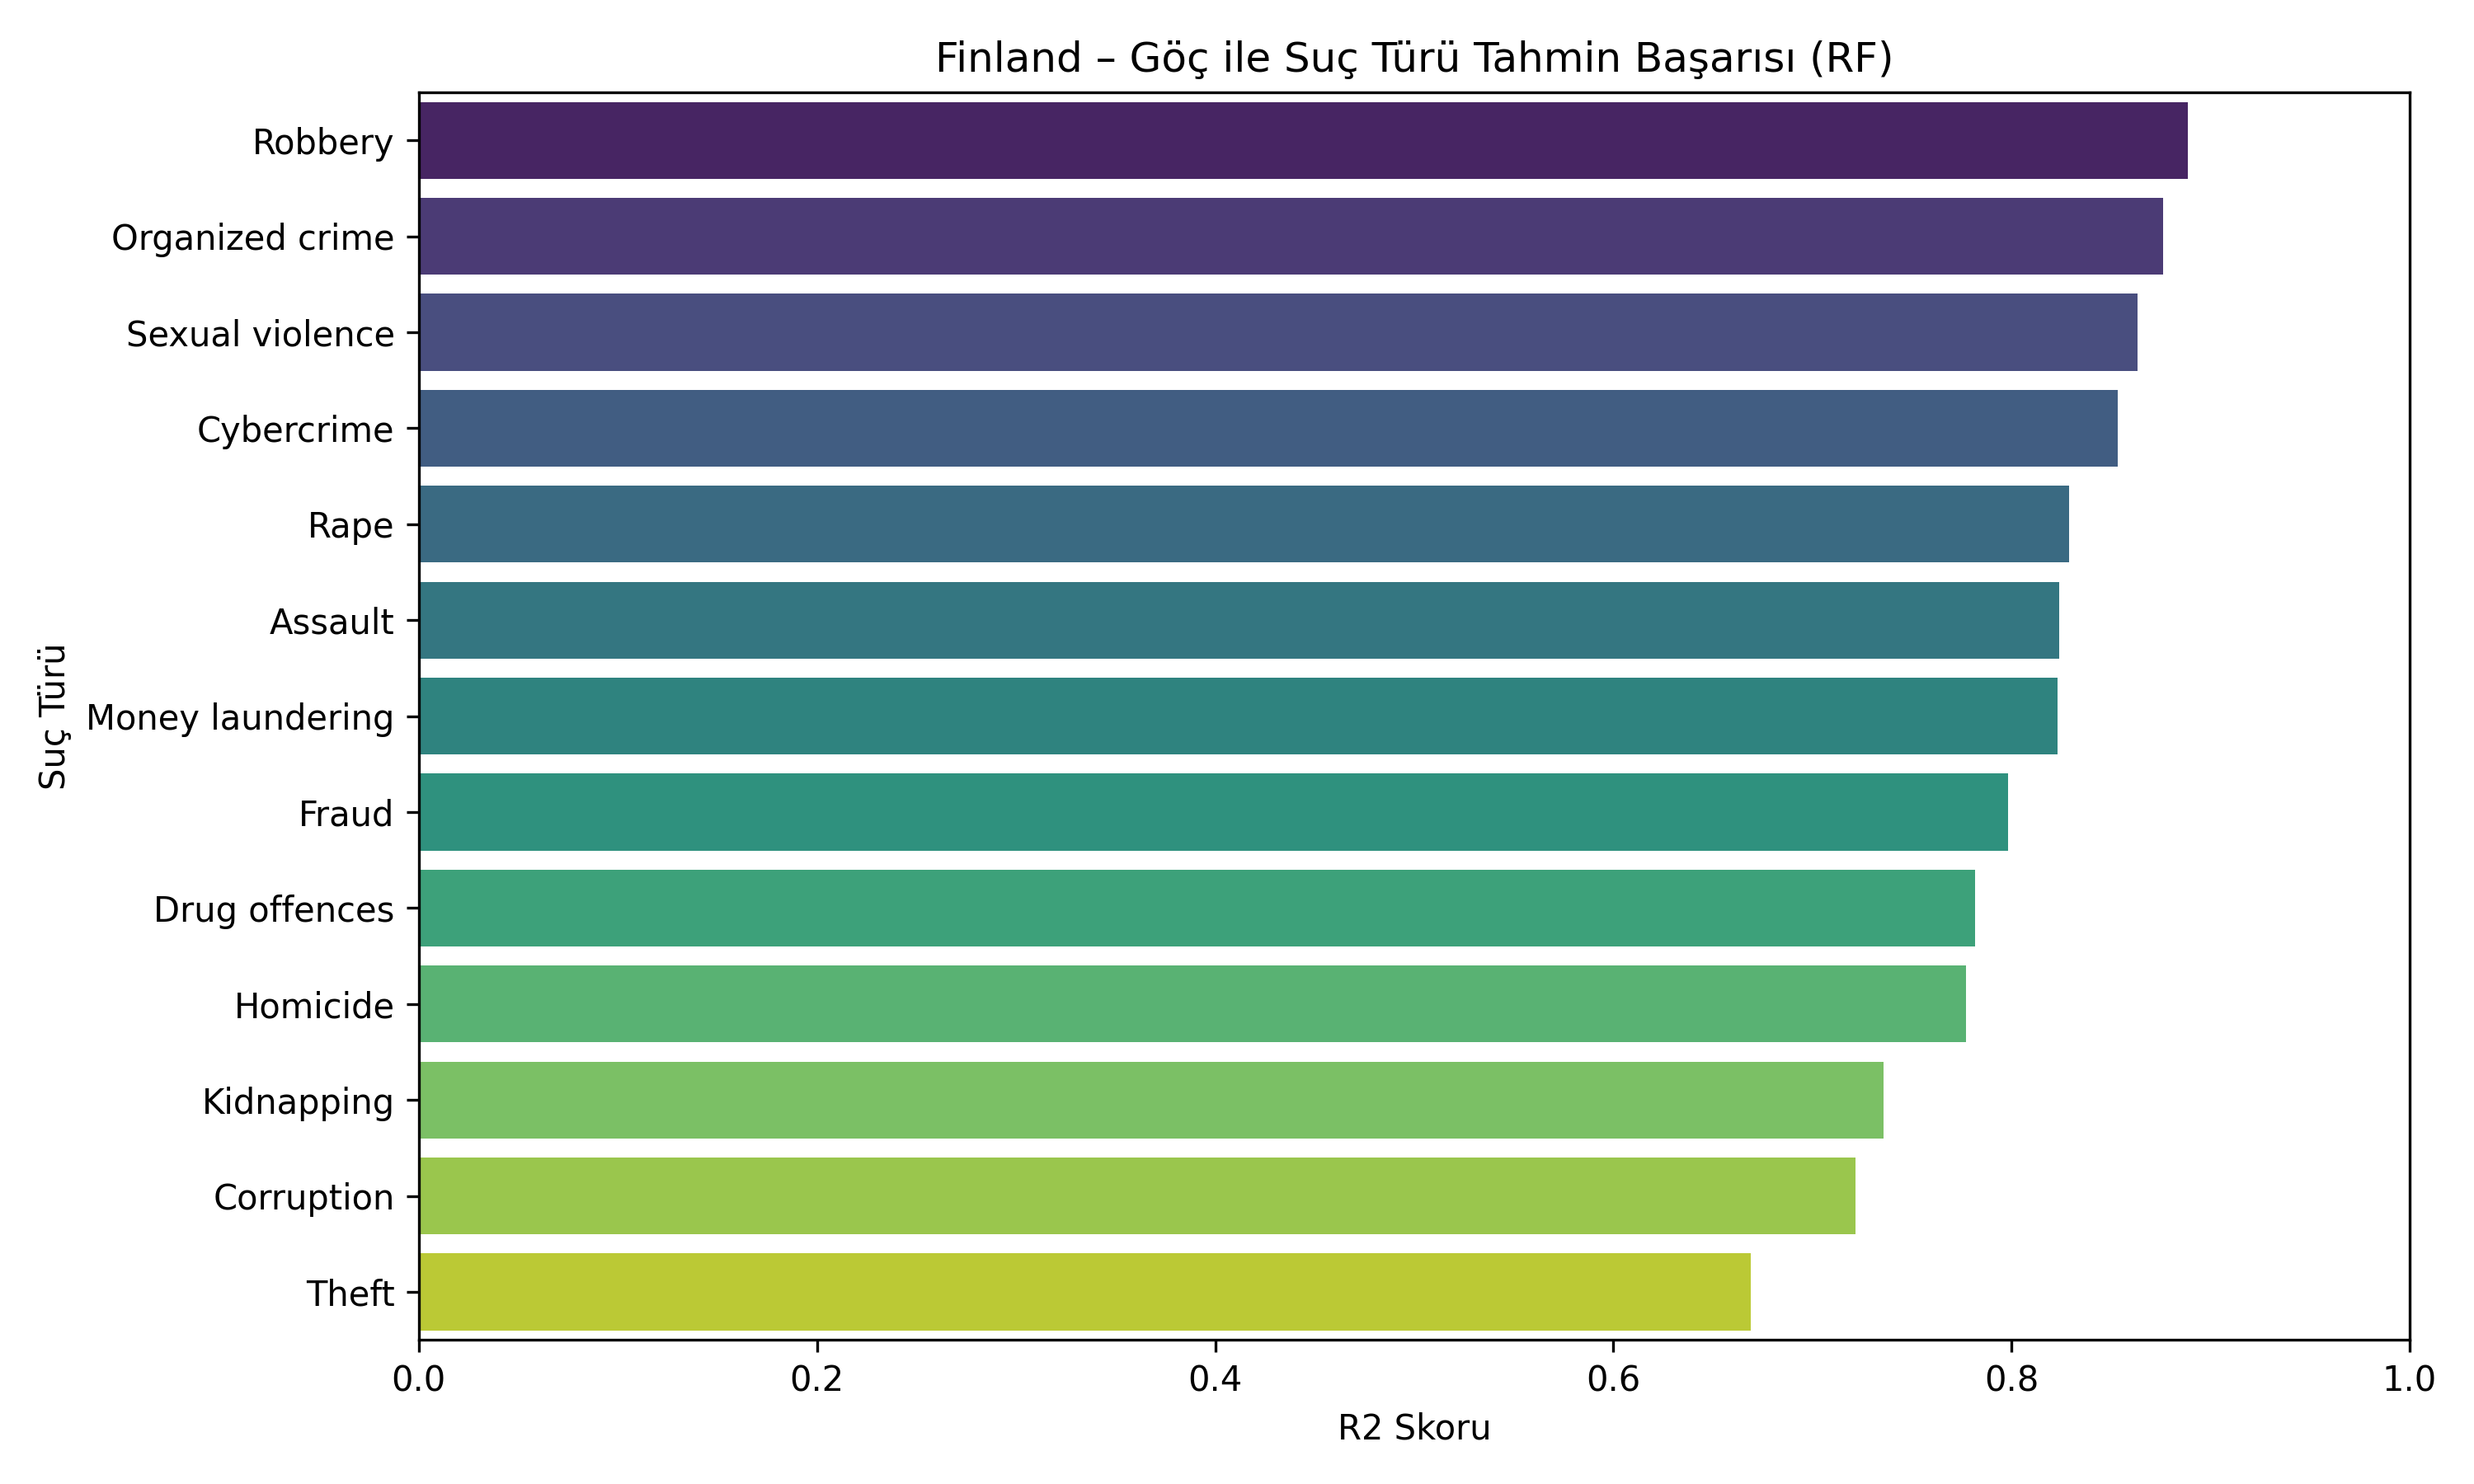 Finland – Göç ile Suç Türü Tahmin Başarısı (RF)
Suç Türü
Robbery
Organized crime
Sexual violence
Cybercrime
Rape
Assault
Money laundering
Fraud
Drug offences
Homicide
Kidnapping
Corruption
Theft
0.0 0.2 0.4 0.6 0.8 1.0
R2 Skoru